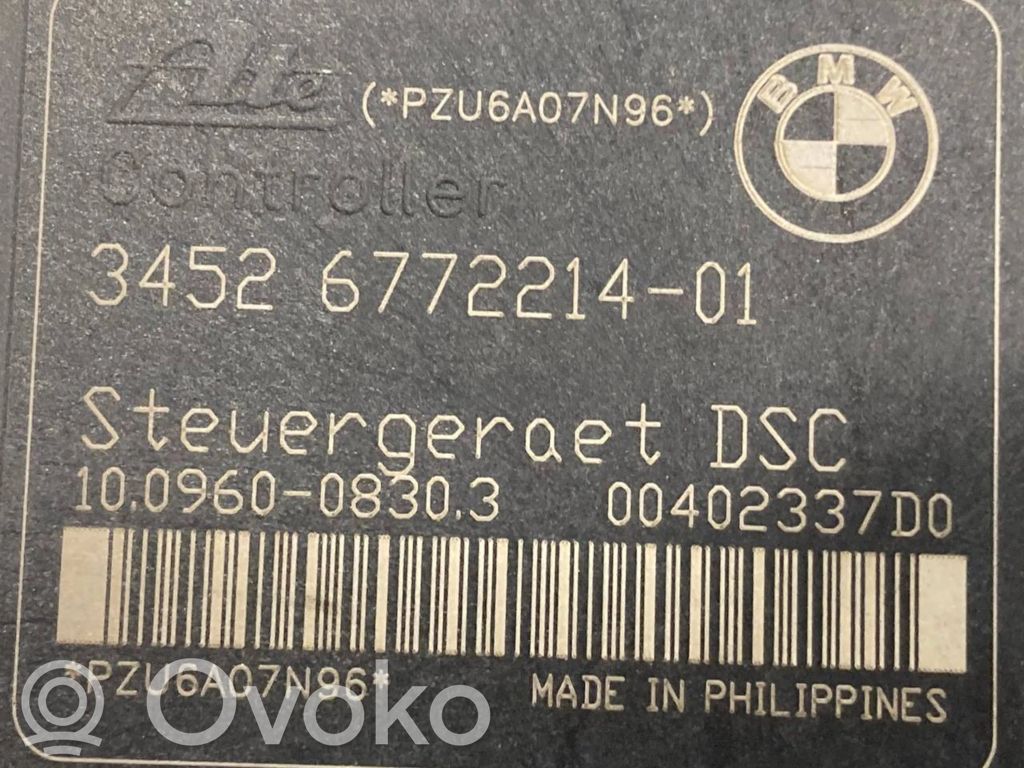 Ate (*PZU6A07N96*) BMW
Controller
3452 6772214-01
Steuergeraet DSC
10.0960-0830.3 00402337D0
*PZU6A07N96* MADE IN PHILIPPINES
Ovoko